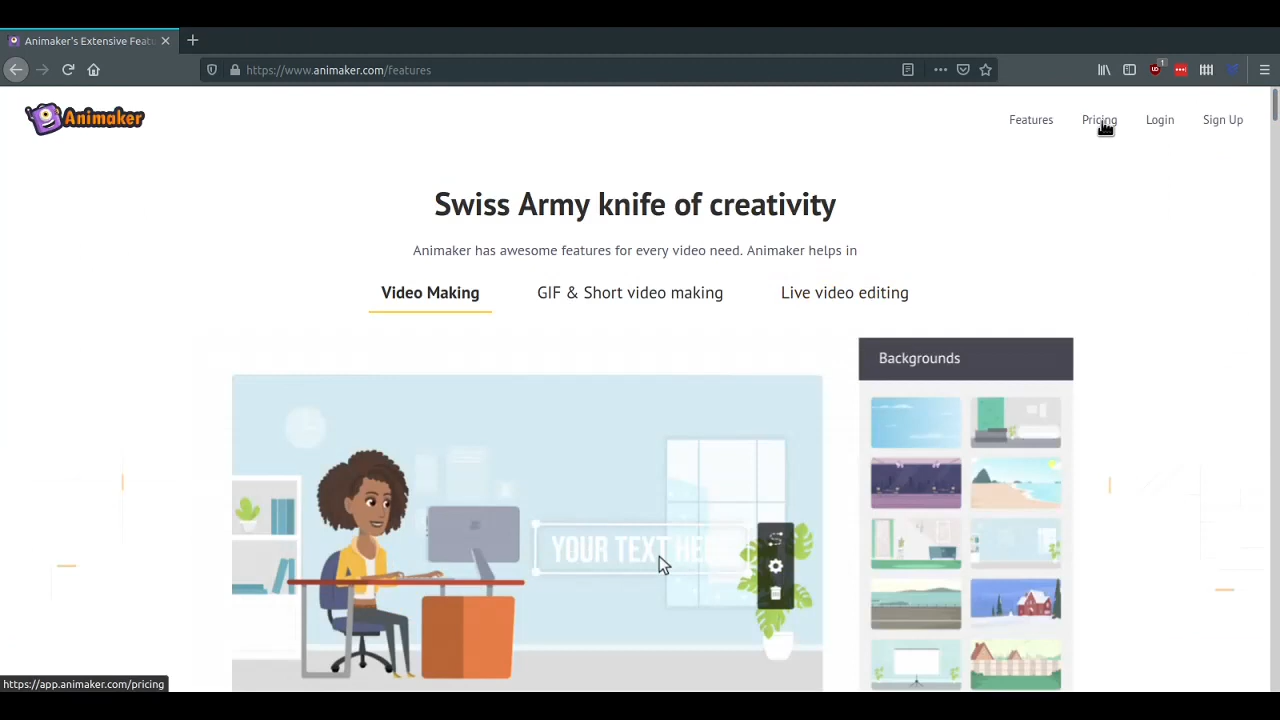 Animaker's Extensive Featu
https://www.animaker.com/features
1
Animaker
Features
Pricing
Login
Sign Up
Swiss Army knife of creativity
Animaker has awesome features for every video need. Animaker helps in
Video Making
GIF & Short video making
Live video editing
Backgrounds
YOUR TEXT HE
https://app.animaker.com/pricing